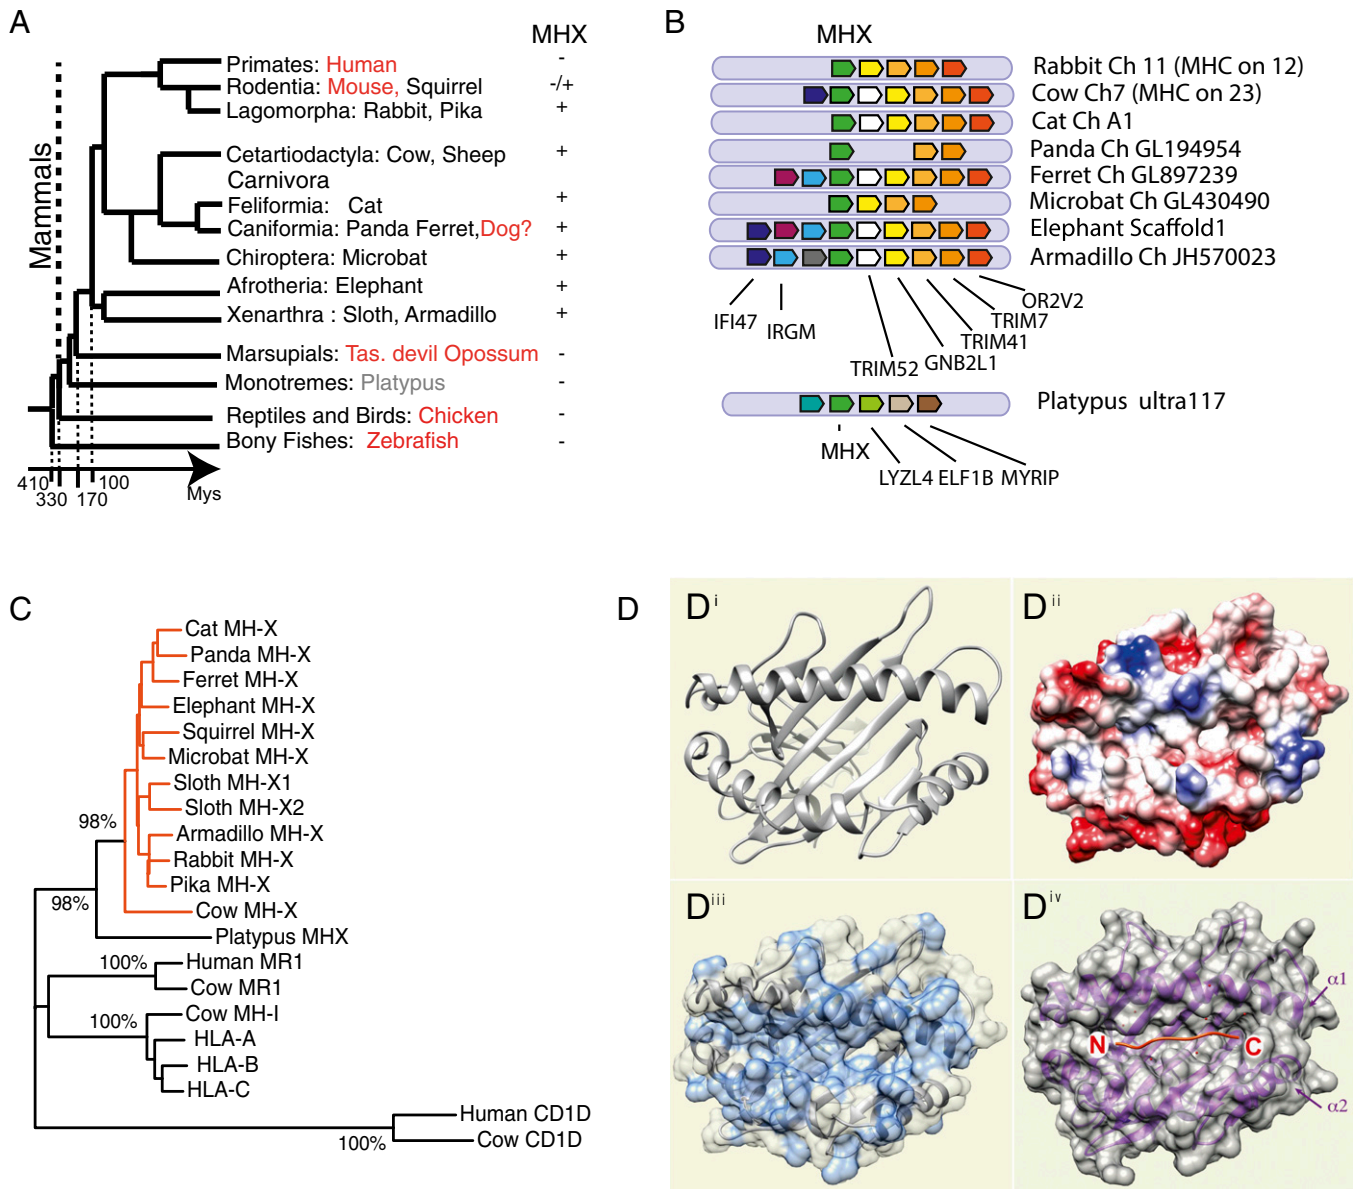 A
MHX
Primates: Human -
Rodentia: Mouse, Squirrel -/+
Lagomorpha: Rabbit, Pika +
Cetartiodactyla: Cow, Sheep +
Carnivora
Feliformia: Cat +
Caniformia: Panda Ferret,Dog? +
Chiroptera: Microbat +
Afrotheria: Elephant +
Xenarthra : Sloth, Armadillo +
Marsupials: Tas. devil Opossum -
Monotremes: Platypus -
Reptiles and Birds: Chicken -
Bony Fishes: Zebrafish -
Mammals
410
330
170
100
Mys
B
MHX
Rabbit Ch 11 (MHC on 12)
Cow Ch7 (MHC on 23)
Cat Ch A1
Panda Ch GL194954
Ferret Ch GL897239
Microbat Ch GL430490
Elephant Scaffold1
Armadillo Ch JH570023
IFI47
IRGM
TRIM52
GNB2L1
TRIM41
TRIM7
OR2V2
Platypus ultra117
MHX
LYZL4 ELF1B MYRIP
C
Cat MH-X
Panda MH-X
Ferret MH-X
Elephant MH-X
Squirrel MH-X
Microbat MH-X
Sloth MH-X1
Sloth MH-X2
Armadillo MH-X
Rabbit MH-X
Pika MH-X
Cow MH-X
Platypus MHX
Human MR1
Cow MR1
Cow MH-I
HLA-A
HLA-B
HLA-C
Human CD1D
Cow CD1D
98%
98%
100%
100%
100%
D
D i
D ii
D iii
D iv
N
C
α1
α2